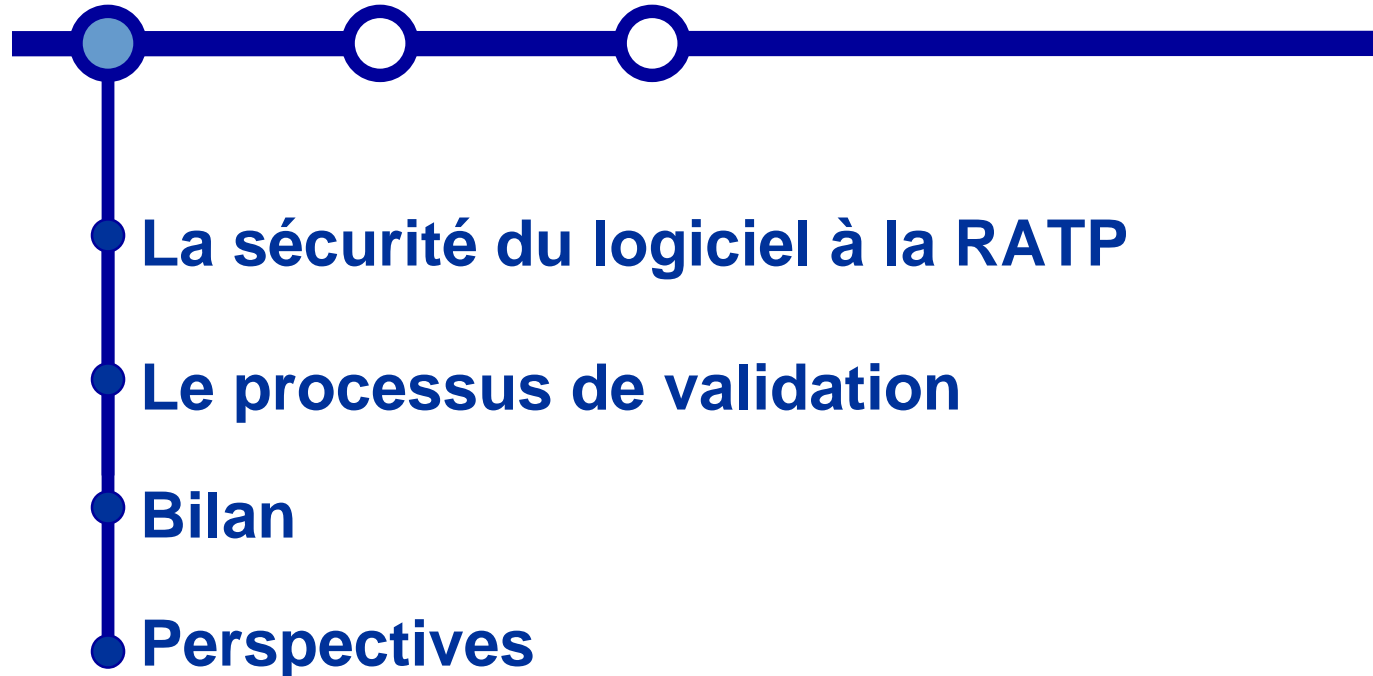 La sécurité du logiciel à la RATP
Le processus de validation
Bilan
Perspectives